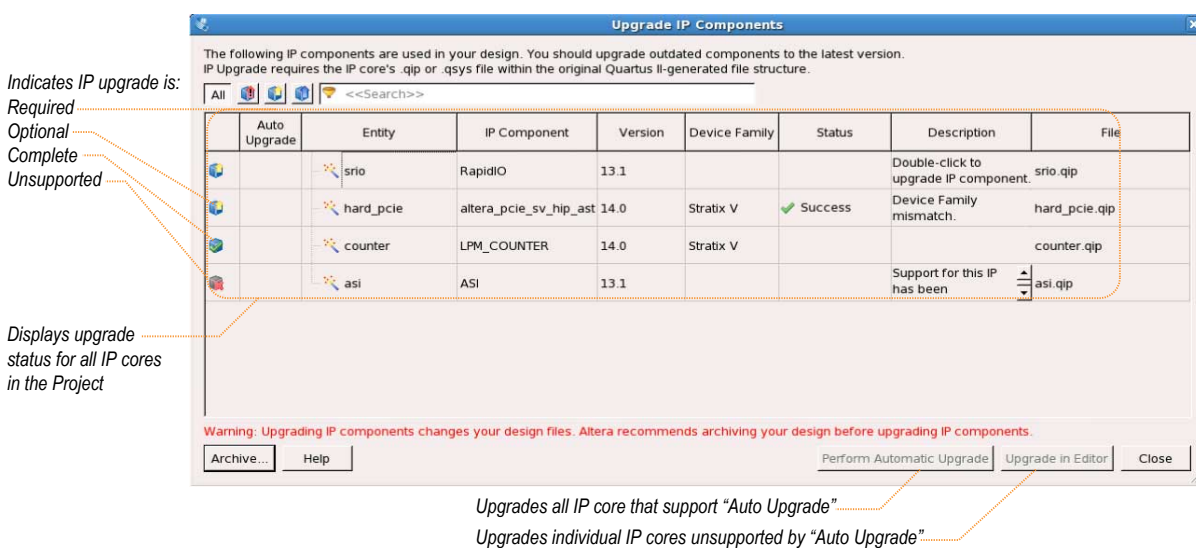 Upgrade IP Components
The following IP components are used in your design. You should upgrade outdated components to the latest version.
IP Upgrade requires the IP core's .qip or .qsys file within the original Quartus II-generated file structure.
Indicates IP upgrade is:
Required
Optional
Complete
Unsupported
All <<Search>>
Auto Upgrade Entity IP Component Version Device Family Status Description File
srio RapidIO 13.1 Double-click to upgrade IP component. srio.qip
hard_pcie altera_pcie_sv_hip_ast 14.0 Stratix V Success Device Family mismatch. hard_pcie.qip
counter LPM_COUNTER 14.0 Stratix V counter.qip
asi ASI 13.1 Support for this IP has been asi.qip
Displays upgrade
status for all IP cores
in the Project
Warning: Upgrading IP components changes your design files. Altera recommends archiving your design before upgrading IP components.
Archive... Help Perform Automatic Upgrade Upgrade in Editor Close
Upgrades all IP core that support “Auto Upgrade”
Upgrades individual IP cores unsupported by “Auto Upgrade”